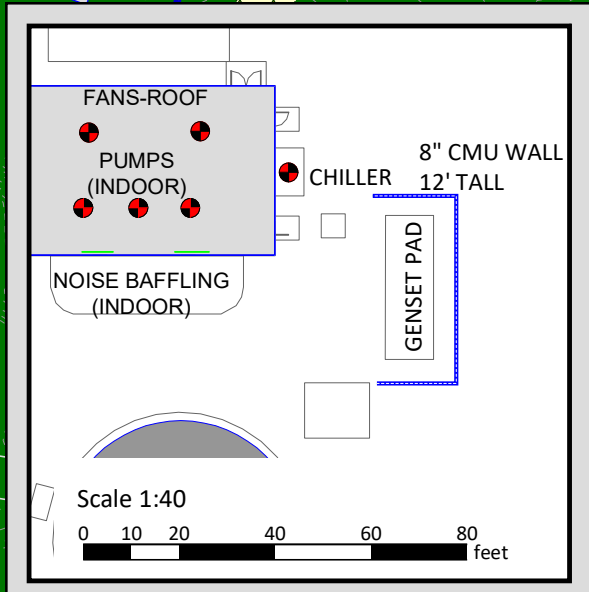 FANS-ROOF
PUMPS
(INDOOR)
CHILLER
8" CMU WALL
12' TALL
GENSET PAD
NOISE BAFFLING
(INDOOR)
Scale 1:40
0 10 20 40 60 80
feet